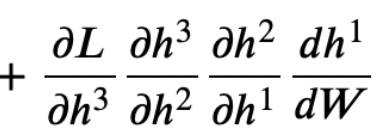 + ∂L/∂h³ ∂h³/∂h² ∂h²/∂h¹ dh¹/dW